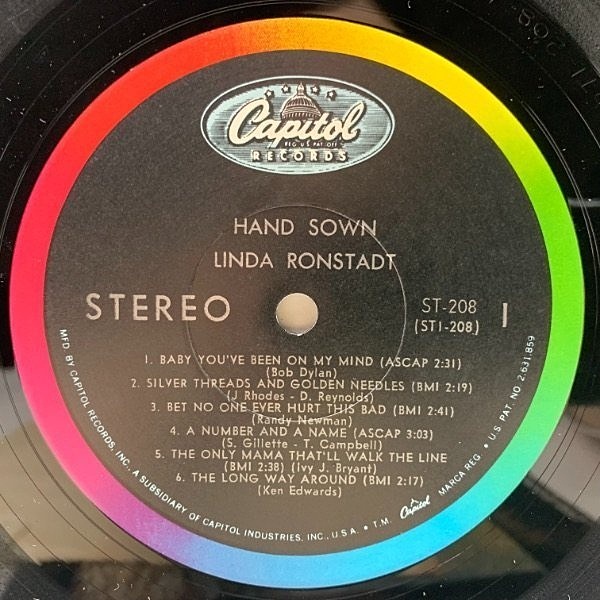 Capitol
REG. U.S. PAT. OFF.
RECORDS
HAND SOWN
LINDA RONSTADT
STEREO
ST-208
(ST1-208)
1
1. BABY YOU'VE BEEN ON MY MIND (ASCAP 2:31)
(Bob Dylan)
2. SILVER THREADS AND GOLDEN NEEDLES (BMI 2:19)
(J Rhodes - D. Reynolds)
3. BET NO ONE EVER HURT THIS BAD (BMI 2:41)
(Randy Newman)
4. A NUMBER AND A NAME (ASCAP 3:03)
(S. Gillette - T. Campbell)
5. THE ONLY MAMA THAT'LL WALK THE LINE
(BMI 2:38) (Ivy J. Bryant)
6. THE LONG WAY AROUND (BMI 2:17)
(Ken Edwards)
MFD. BY CAPITOL RECORDS, INC., A SUBSIDIARY OF CAPITOL INDUSTRIES, INC., U.S.A. • T.M. Capitol MARCA REG. • U.S. PAT. NO. 2,631,859